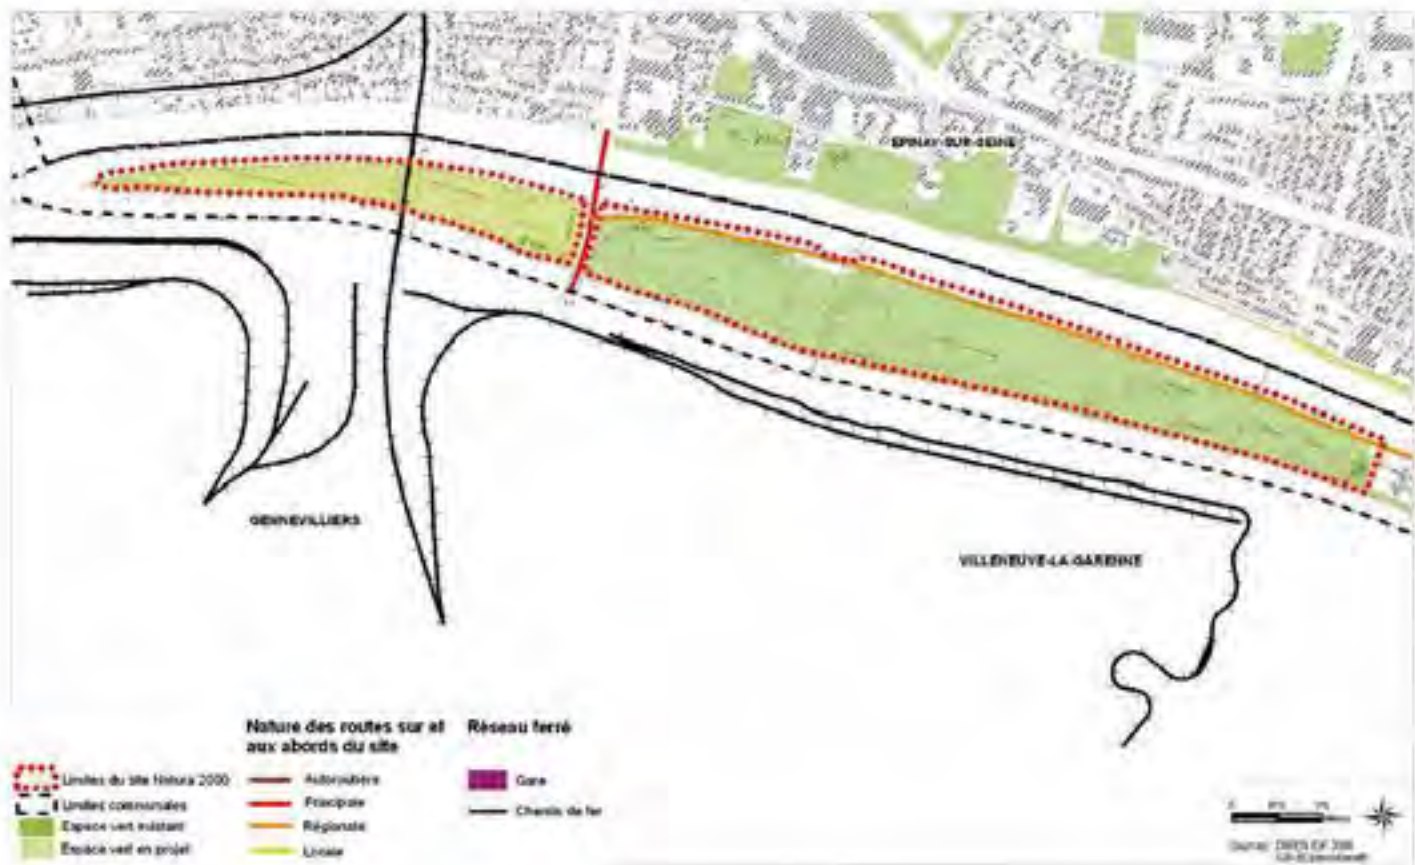 EPINAY-SUR-SEINE
GENNEVILLIERS
VILLENEUVE-LA-GARENNE
Nature des routes sur et
aux abords du site
Réseau ferré
Limites du site Natura 2000
Limites communales
Espace vert existant
Espace vert en projet
Autoroutière
Principale
Régionale
Locale
Gare
Chemin de fer